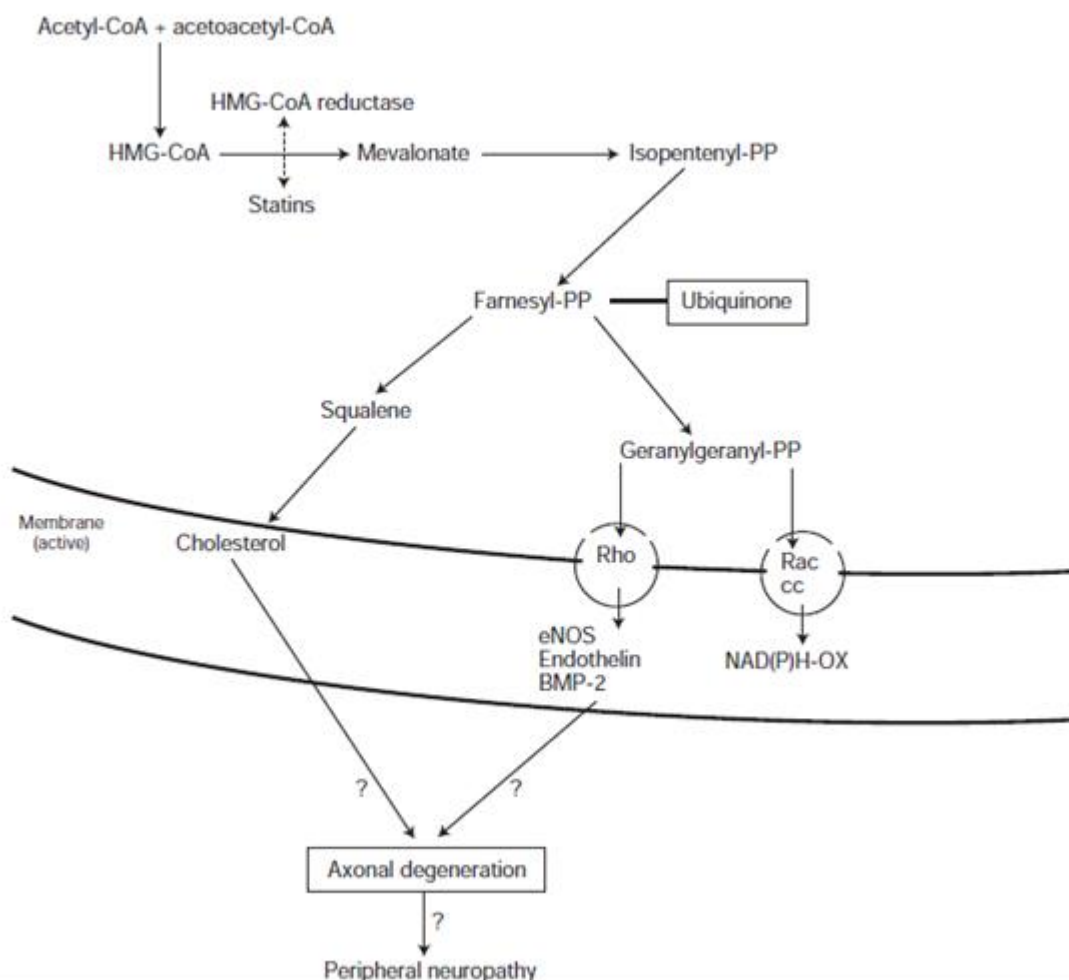 Acetyl-CoA + acetoacetyl-CoA
HMG-CoA reductase
HMG-CoA
Mevalonate
Isopentenyl-PP
Statins
Farnesyl-PP
Ubiquinone
Squalene
Geranylgeranyl-PP
Membrane
(active)
Cholesterol
Rho
Rac
cc
eNOS
Endothelin
BMP-2
NAD(P)H-OX
?
?
Axonal degeneration
?
Peripheral neuropathy